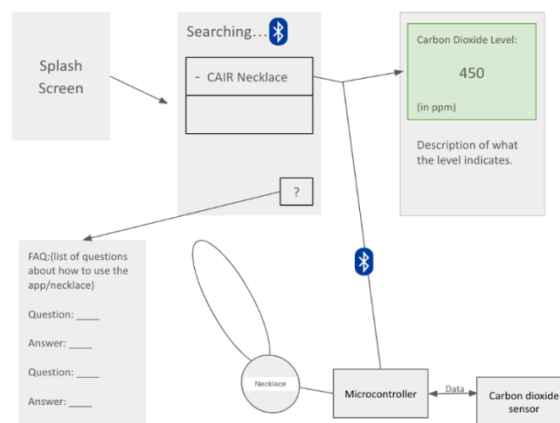 Splash
Screen
Searching...
- CAIR Necklace
?
Carbon Dioxide Level:
450
(in ppm)
Description of what
the level indicates.
FAQ:(list of questions
about how to use the
app/necklace)
Question: ____
Answer: ____
Question: ____
Answer: ____
Necklace
Microcontroller
Data
Carbon dioxide
sensor